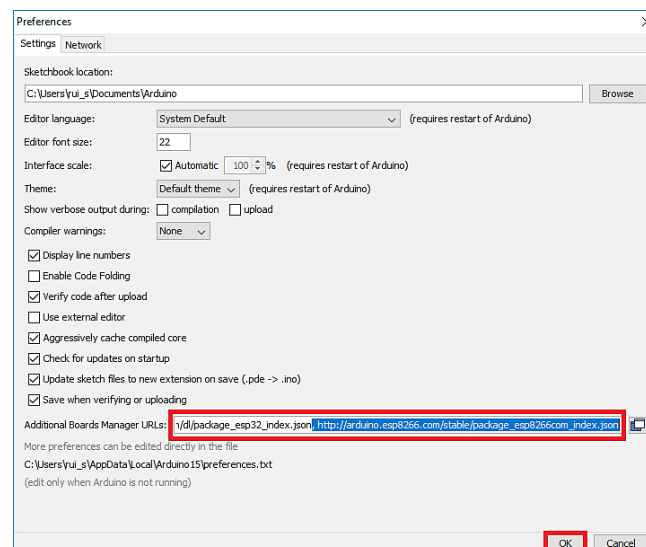 Preferences
Settings Network
Sketchbook location:
C:\Users\rui_s\Documents\Arduino Browse
Editor language: System Default (requires restart of Arduino)
Editor font size: 22
Interface scale: Automatic 100 % (requires restart of Arduino)
Theme: Default theme (requires restart of Arduino)
Show verbose output during: compilation upload
Compiler warnings: None
Display line numbers
Enable Code Folding
Verify code after upload
Use external editor
Aggressively cache compiled core
Check for updates on startup
Update sketch files to new extension on save (.pde -> .ino)
Save when verifying or uploading
Additional Boards Manager URLs: /dl/package_esp32_index.json, http://arduino.esp8266.com/stable/package_esp8266com_index.json
More preferences can be edited directly in the file
C:\Users\rui_s\AppData\Local\Arduino15\preferences.txt
(edit only when Arduino is not running)
OK Cancel